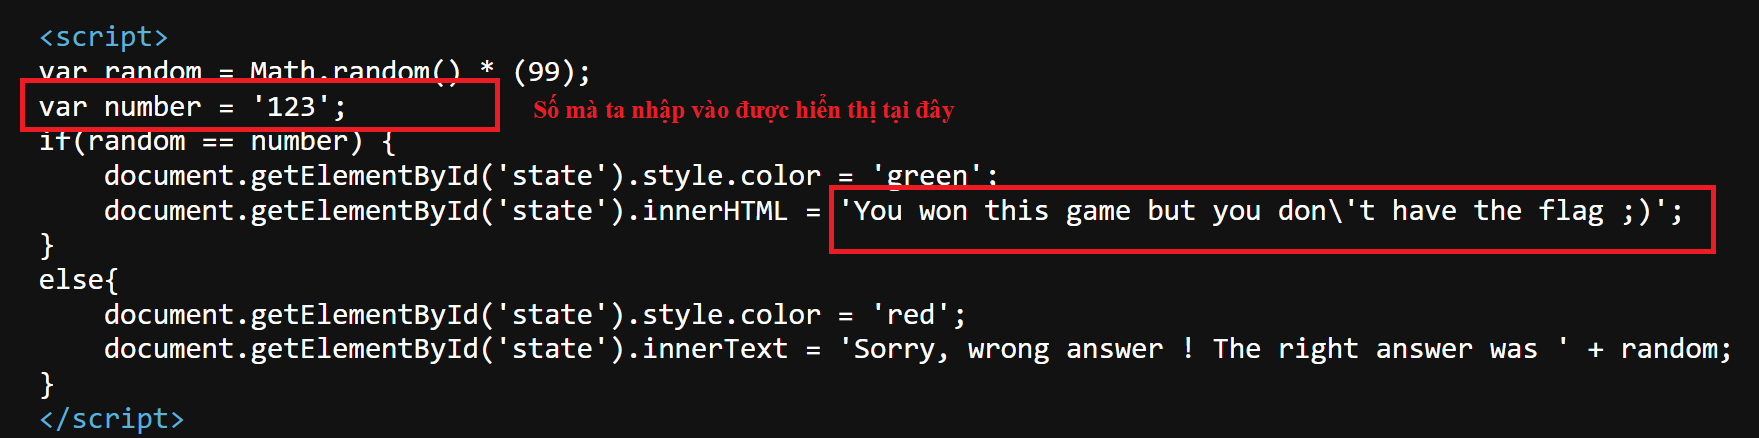 <script>
var random = Math.random() * (99);
var number = '123';
Số mà ta nhập vào được hiển thị tại đây
if(random == number) {
    document.getElementById('state').style.color = 'green';
    document.getElementById('state').innerHTML = 'You won this game but you don\'t have the flag ;)';
}
else{
    document.getElementById('state').style.color = 'red';
    document.getElementById('state').innerText = 'Sorry, wrong answer ! The right answer was ' + random;
}
</script>